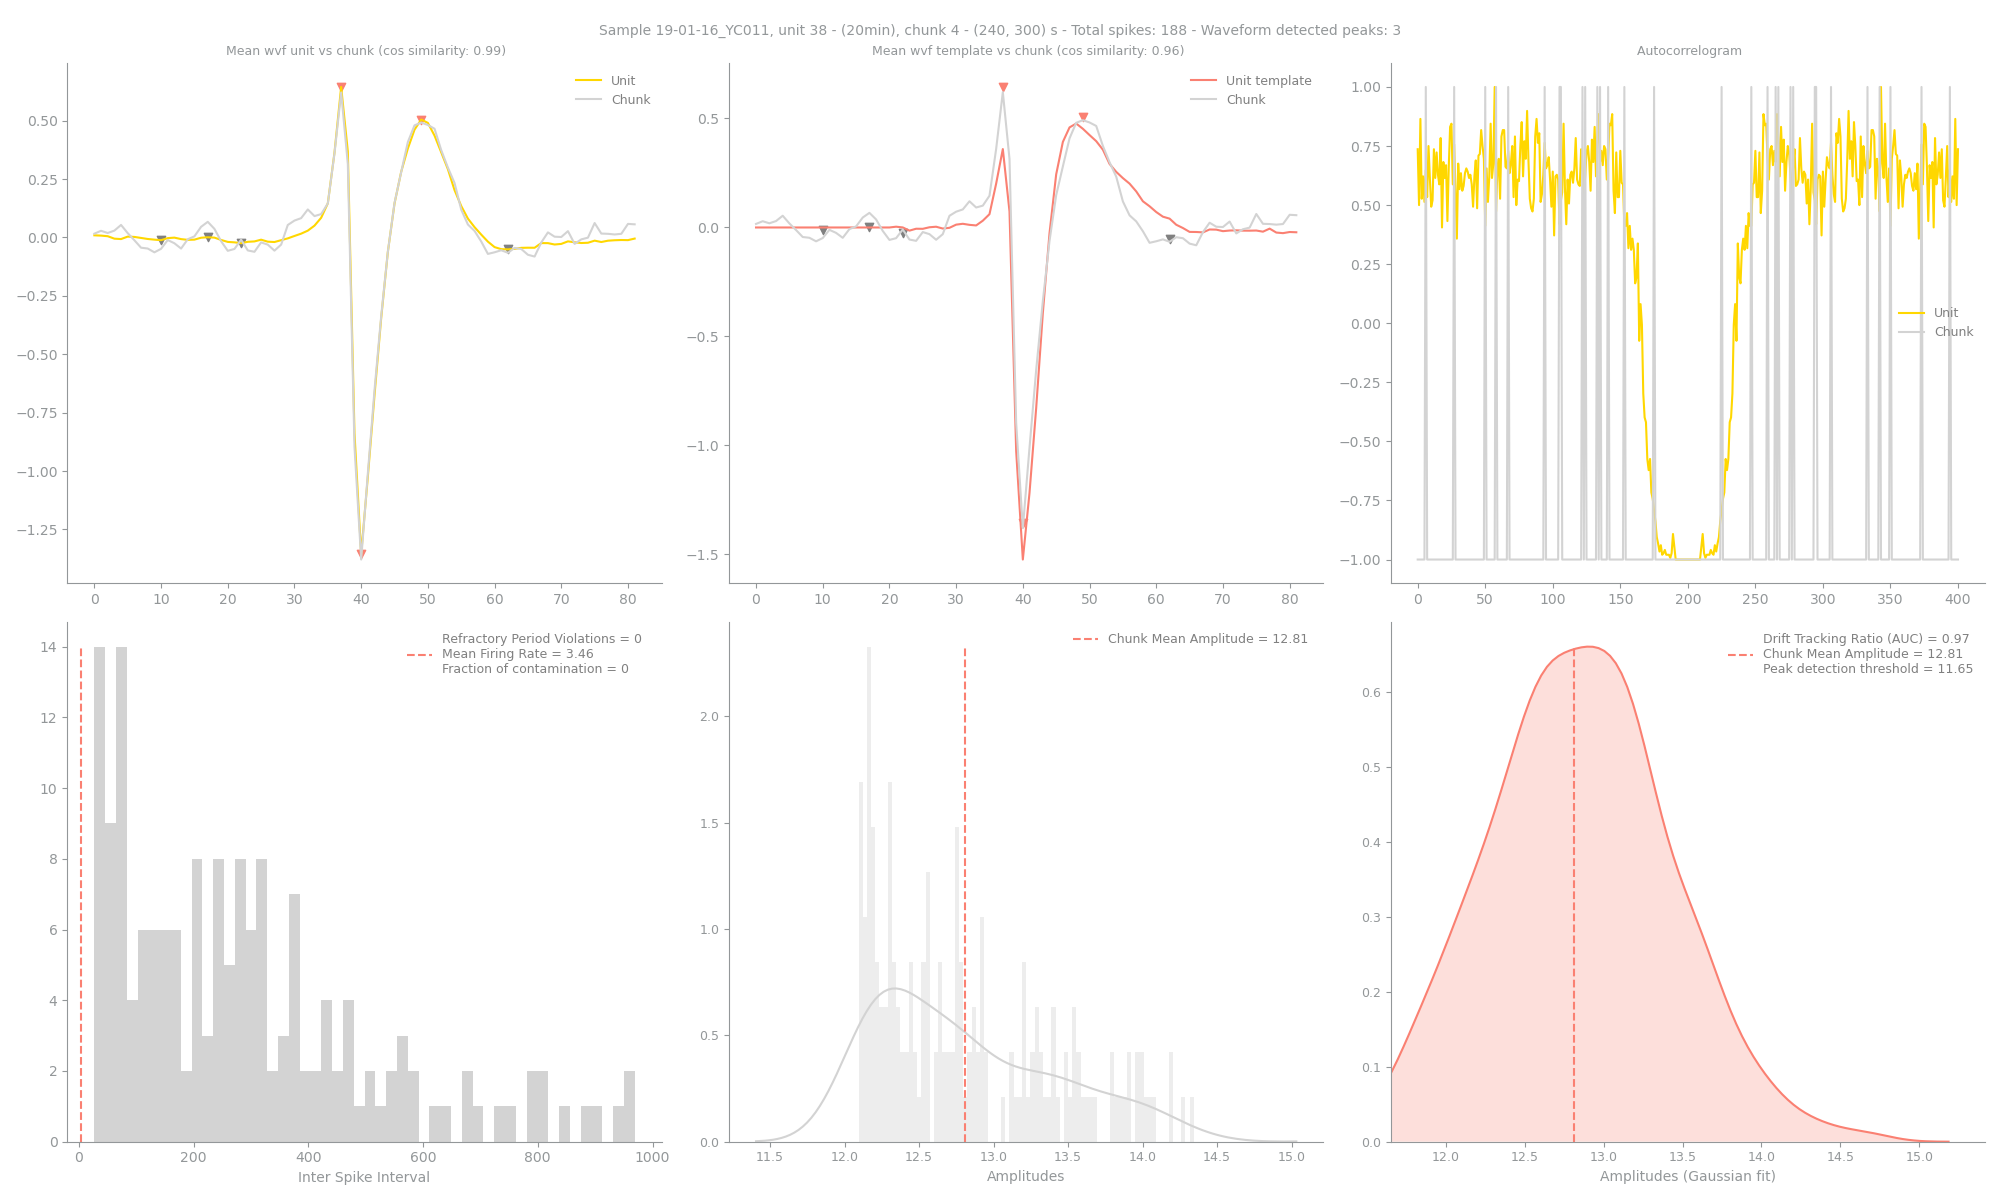 Sample 19-01-16_YC011, unit 38 - (20min), chunk 4 - (240, 300) s - Total spikes: 188 - Waveform detected peaks: 3
Mean wvf unit vs chunk (cos similarity: 0.99)
Unit
Chunk
0.50
0.25
0.00
−0.25
−0.50
−0.75
−1.00
−1.25
0 10 20 30 40 50 60 70 80
Mean wvf template vs chunk (cos similarity: 0.96)
Unit template
Chunk
0.5
0.0
−0.5
−1.0
−1.5
0 10 20 30 40 50 60 70 80
Autocorrelogram
1.00
0.75
0.50
0.25
0.00
−0.25
−0.50
−0.75
−1.00
Unit
Chunk
0 50 100 150 200 250 300 350 400
Refractory Period Violations = 0
Mean Firing Rate = 3.46
Fraction of contamination = 0
14
12
10
8
6
4
2
0
0 200 400 600 800 1000
Inter Spike Interval
Chunk Mean Amplitude = 12.81
2.0
1.5
1.0
0.5
0.0
11.5 12.0 12.5 13.0 13.5 14.0 14.5 15.0
Amplitudes
Drift Tracking Ratio (AUC) = 0.97
Chunk Mean Amplitude = 12.81
Peak detection threshold = 11.65
0.6
0.5
0.4
0.3
0.2
0.1
0.0
12.0 12.5 13.0 13.5 14.0 14.5 15.0
Amplitudes (Gaussian fit)